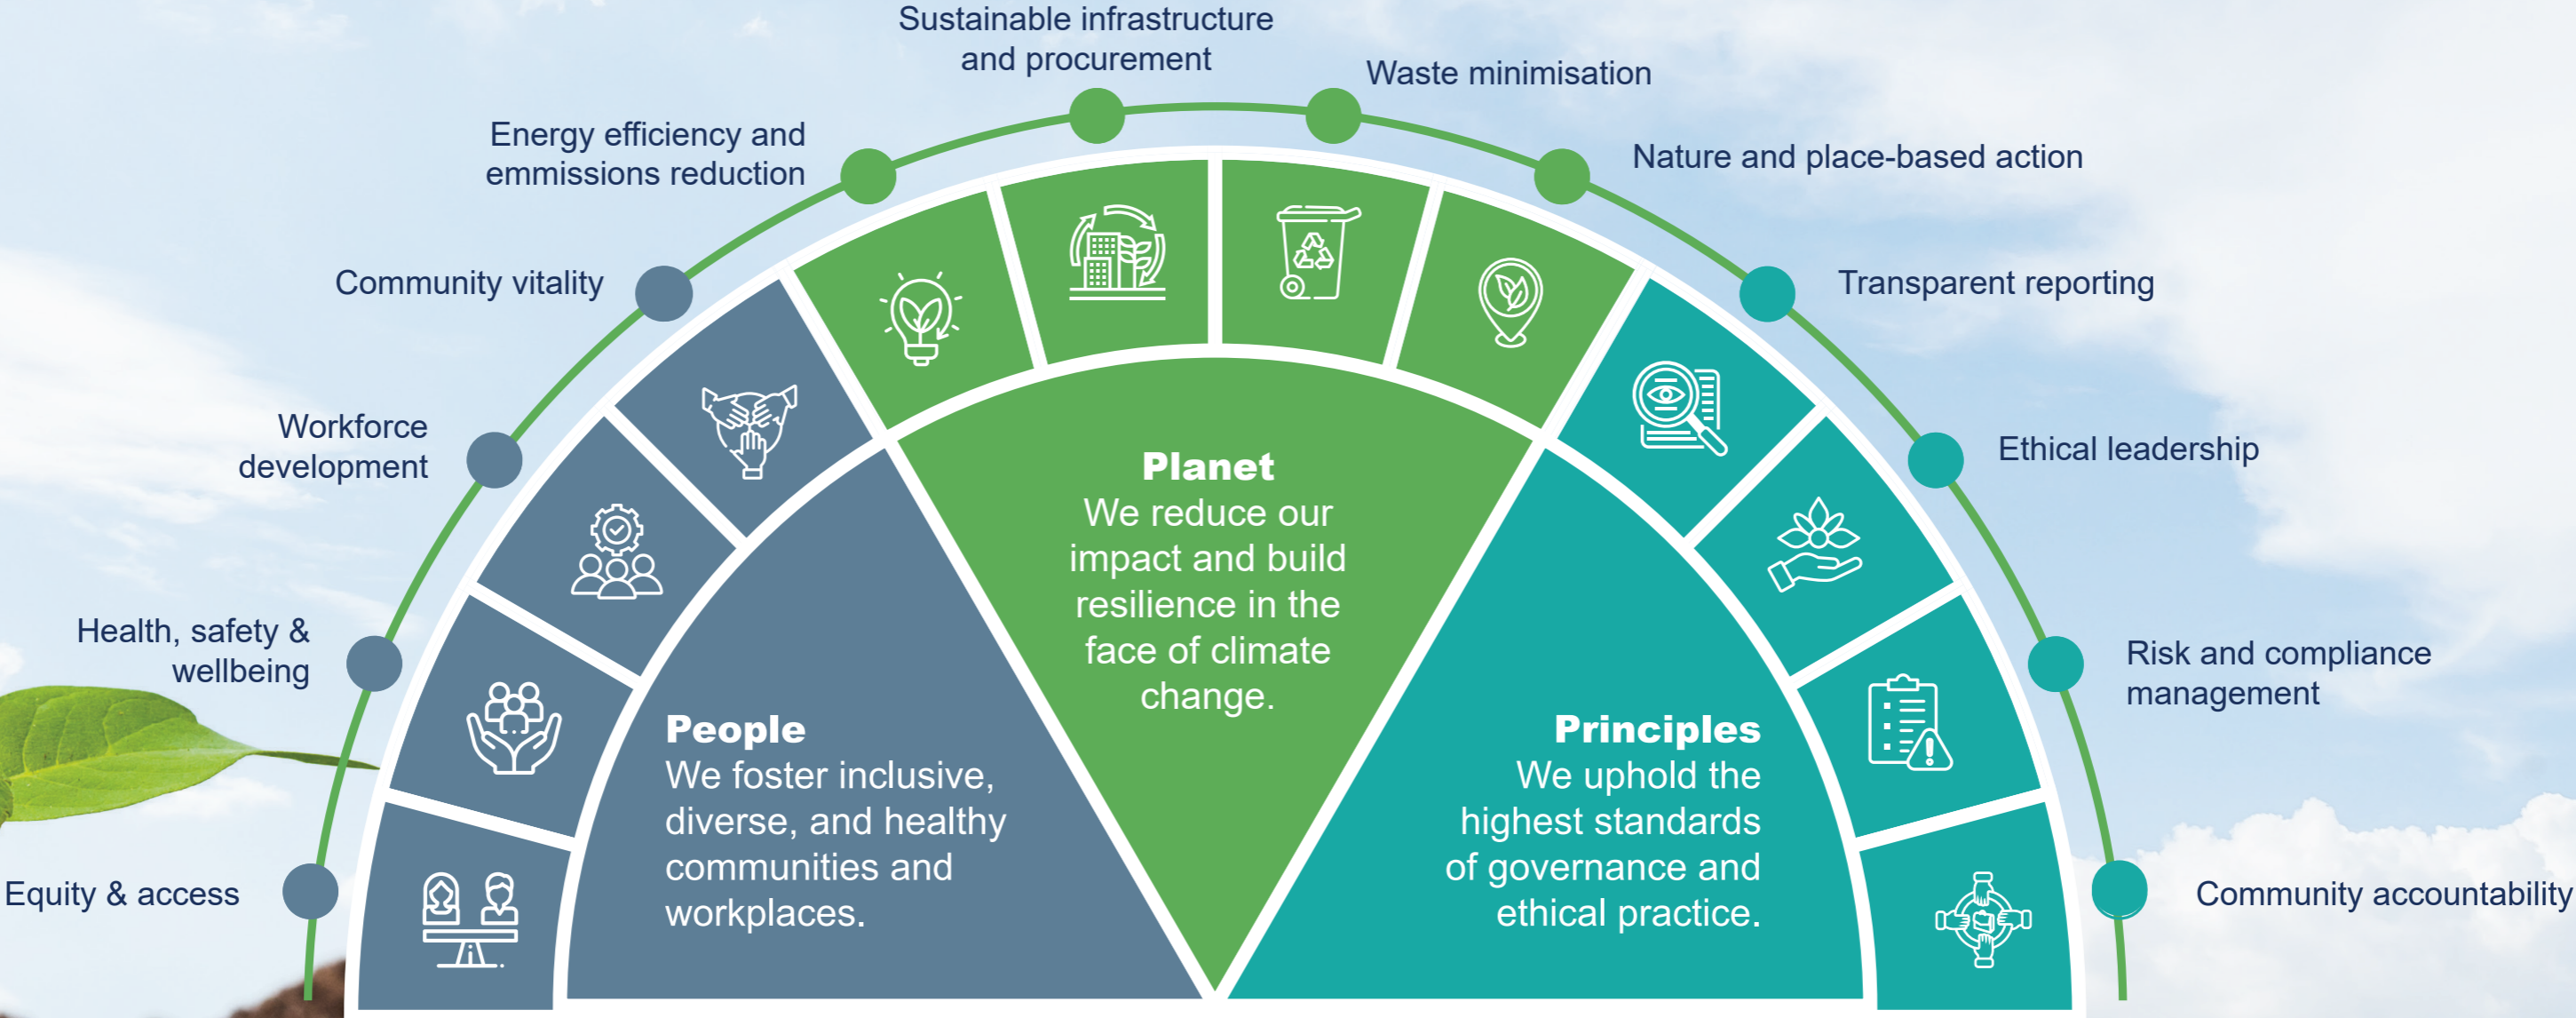 Sustainable infrastructure
and procurement
Waste minimisation
Energy efficiency and
emmissions reduction
Nature and place-based action
Community vitality
Transparent reporting
Workforce
development
Ethical leadership
Health, safety &
wellbeing
Risk and compliance
management
Equity & access
Community accountability
Planet
We reduce our
impact and build
resilience in the
face of climate
change.
People
We foster inclusive,
diverse, and healthy
communities and
workplaces.
Principles
We uphold the
highest standards
of governance and
ethical practice.